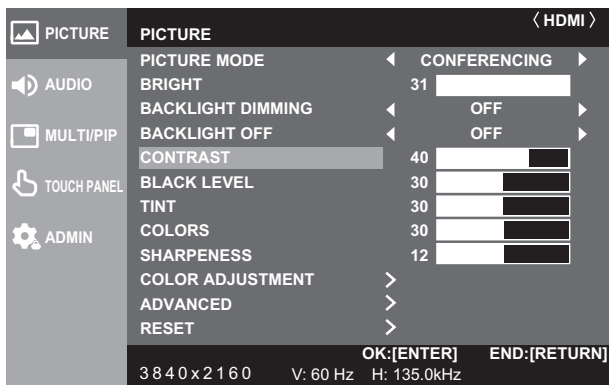 〈 HDMI 〉
PICTURE
AUDIO
MULTI/PIP
TOUCH PANEL
ADMIN
PICTURE
PICTURE MODE CONFERENCING
BRIGHT 31
BACKLIGHT DIMMING OFF
BACKLIGHT OFF OFF
CONTRAST 40
BLACK LEVEL 30
TINT 30
COLORS 30
SHARPENESS 12
COLOR ADJUSTMENT
ADVANCED
RESET
OK:[ENTER] END:[RETURN]
3840x2160 V: 60 Hz H: 135.0kHz